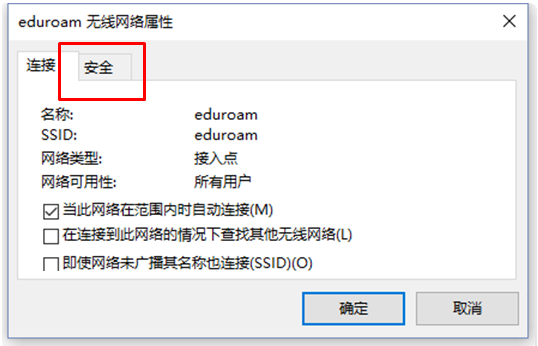 eduroam 无线网络属性
连接 安全
名称: eduroam
SSID: eduroam
网络类型: 接入点
网络可用性: 所有用户
当此网络在范围内时自动连接(M)
在连接到此网络的情况下查找其他无线网络(L)
即使网络未广播其名称也连接(SSID)(O)
确定 取消